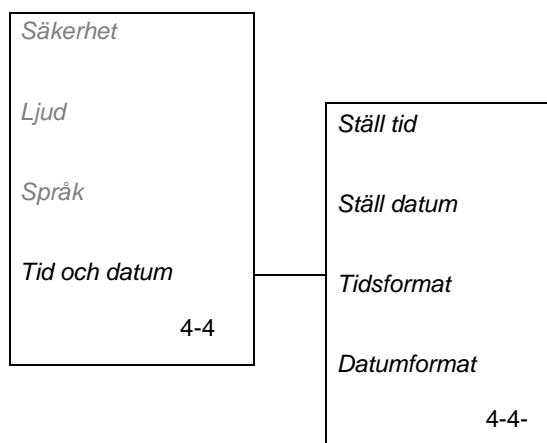 Säkerhet
Ljud
Språk
Tid och datum
4-4
Ställ tid
Ställ datum
Tidsformat
Datumformat
4-4-